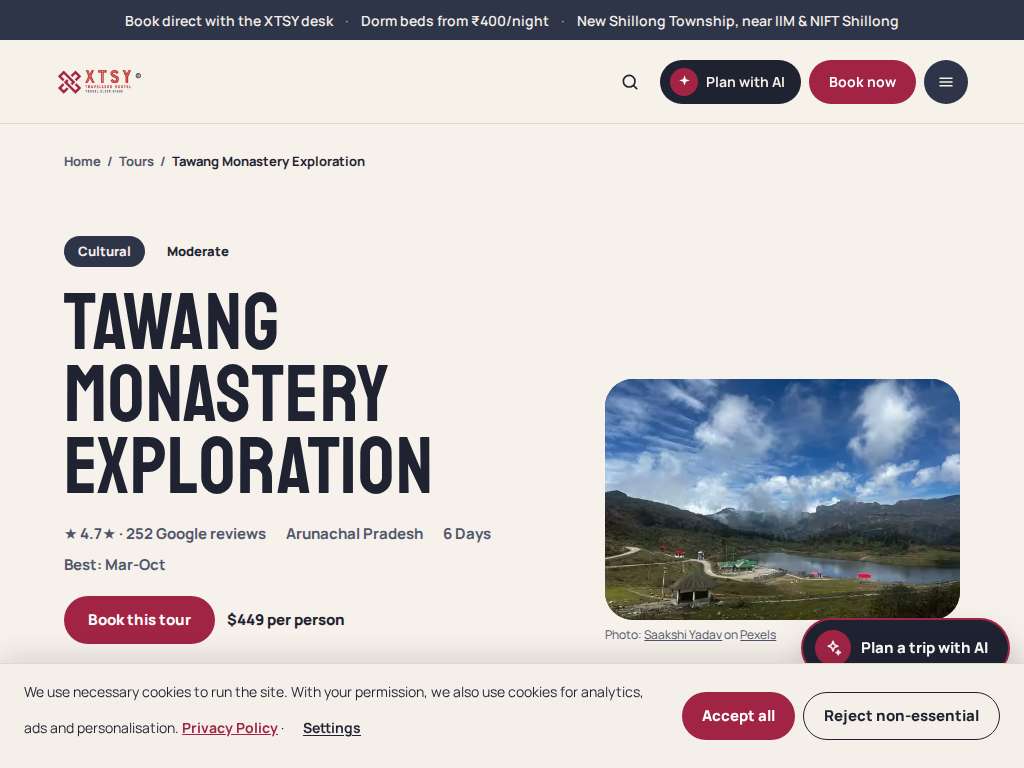 Book direct with the XTSY desk · Dorm beds from ₹400/night · New Shillong Township, near IIM & NIFT Shillong
XTSY
Plan with AI
Book now
Home / Tours / Tawang Monastery Exploration
Cultural
Moderate
TAWANG
MONASTERY
EXPLORATION
★ 4.7★ · 252 Google reviews Arunachal Pradesh 6 Days
Best: Mar-Oct
Book this tour
$449 per person
Photo: Saakshi Yadav on Pexels
Plan a trip with AI
We use necessary cookies to run the site. With your permission, we also use cookies for analytics,
ads and personalisation. Privacy Policy · Settings
Accept all
Reject non-essential